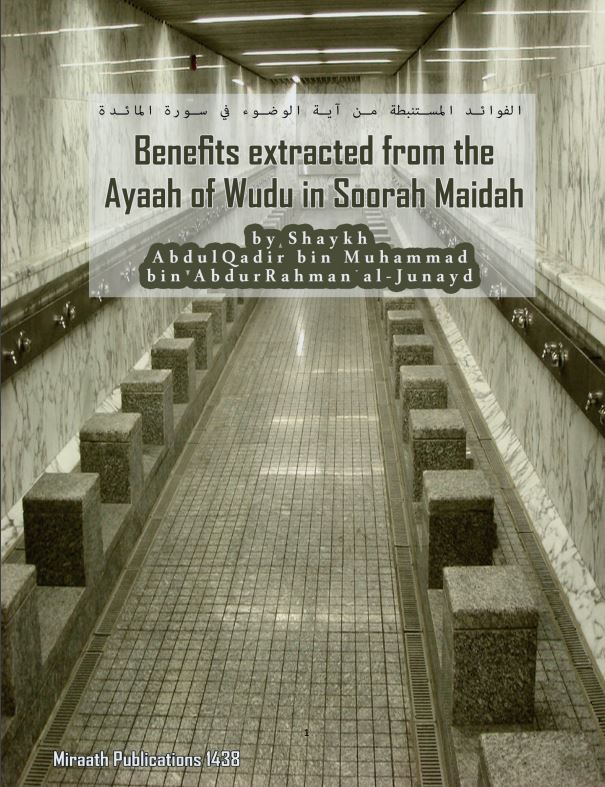 الفوائد المستنبطة من آية الوضوء في سورة المائدة
Benefits extracted from the
Ayaah of Wudu in Soorah Maidah
by Shaykh
AbdulQadir bin Muhammad
bin AbdurRahman al-Junayd
1
Miraath Publications 1438